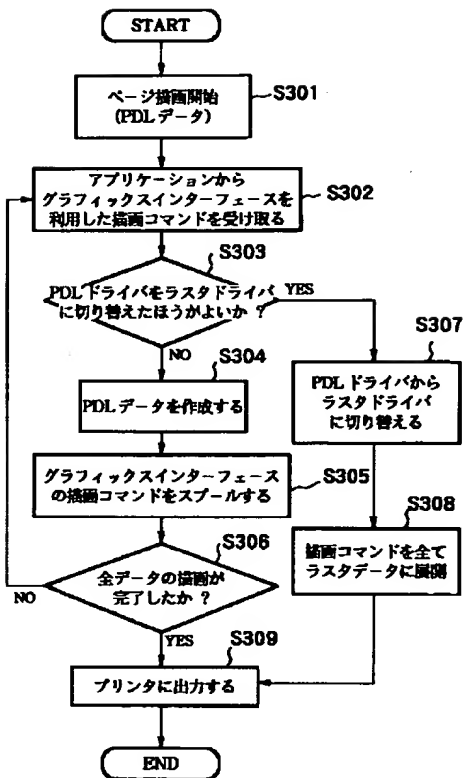 START
ページ描画開始
(PDLデータ)
S301
アプリケーションから
グラフィックスインターフェースを
利用した描画コマンドを受け取る
S302
S303
PDLドライバをラスタドライバ
に切り替えたほうがよいか ?
YES
NO
S304
PDLデータを作成する
S307
PDLドライバから
ラスタドライバ
に切り替える
グラフィックスインターフェース
の描画コマンドをスプールする
S305
S306
全データの描画が
完了したか ?
NO
YES
S308
描画コマンドを全て
ラスタデータに展開
S309
プリンタに出力する
END